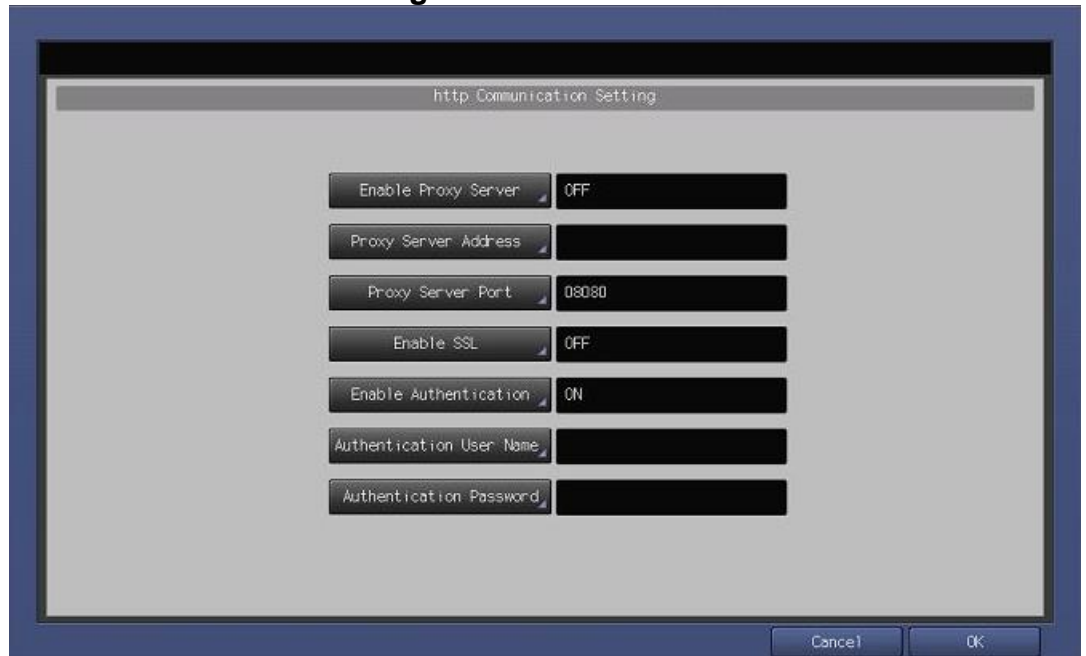 http Communication Setting
Enable Proxy Server OFF
Proxy Server Address
Proxy Server Port 08080
Enable SSL OFF
Enable Authentication ON
Authentication User Name
Authentication Password
Cancel OK